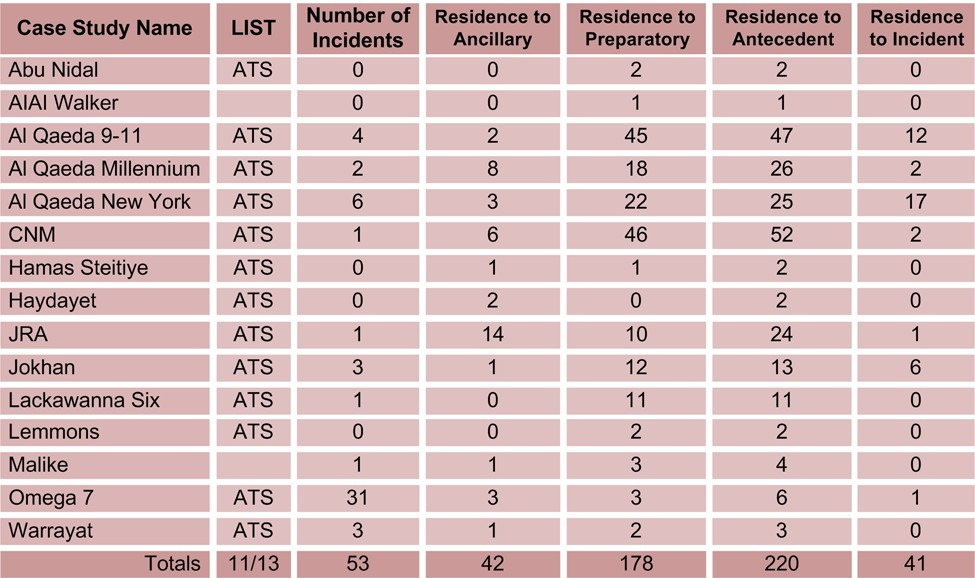 Case Study Name LIST Number of Incidents Residence to Ancillary Residence to Preparatory Residence to Antecedent Residence to Incident
Abu Nidal ATS 0 0 2 2 0
AIAI Walker 0 0 1 1 0
Al Qaeda 9-11 ATS 4 2 45 47 12
Al Qaeda Millennium ATS 2 8 18 26 2
Al Qaeda New York ATS 6 3 22 25 17
CNM ATS 1 6 46 52 2
Hamas Steitiye ATS 0 1 1 2 0
Haydayet ATS 0 2 0 2 0
JRA ATS 1 14 10 24 1
Jokhan ATS 3 1 12 13 6
Lackawanna Six ATS 1 0 11 11 0
Lemmons ATS 0 0 2 2 0
Malike 1 1 3 4 0
Omega 7 ATS 31 3 3 6 1
Warrayat ATS 3 1 2 3 0
Totals 11/13 53 42 178 220 41